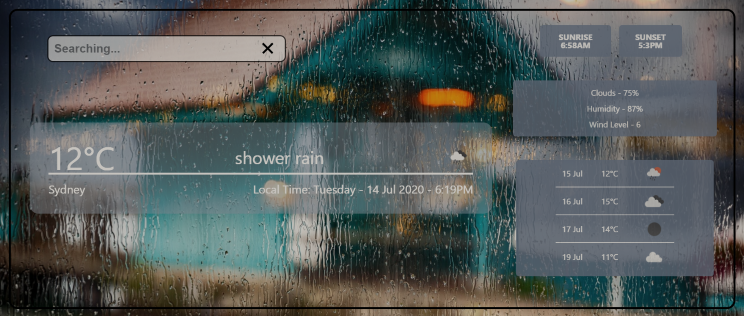 Searching...
SUNRISE
6:58AM
SUNSET
5:3PM
Clouds - 75%
Humidity - 87%
Wind Level - 6
12°C
shower rain
Sydney
Local Time: Tuesday - 14 Jul 2020 - 6:19PM
15 Jul 12°C
16 Jul 15°C
17 Jul 14°C
19 Jul 11°C